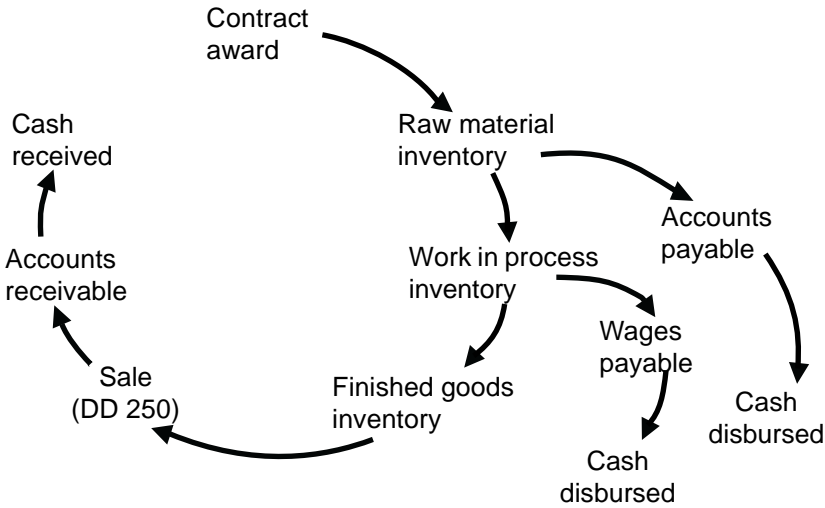 Contract
award
Raw material
inventory
Accounts
payable
Cash
disbursed
Work in process
inventory
Wages
payable
Cash
disbursed
Finished goods
inventory
Sale
(DD 250)
Accounts
receivable
Cash
received